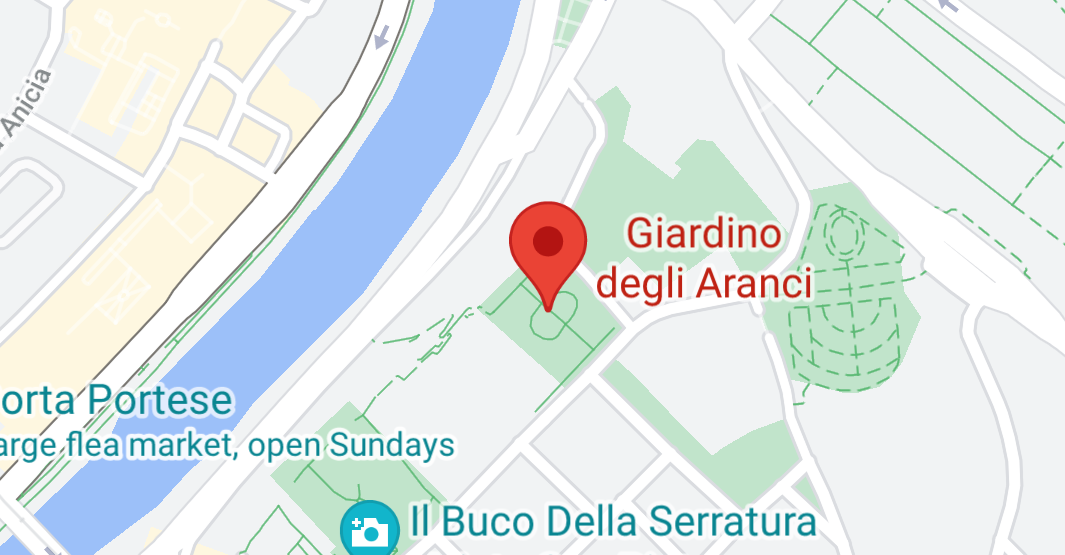 Anicia
Giardino
degli Aranci
orta Portese
arge flea market, open Sundays
Il Buco Della Serratura